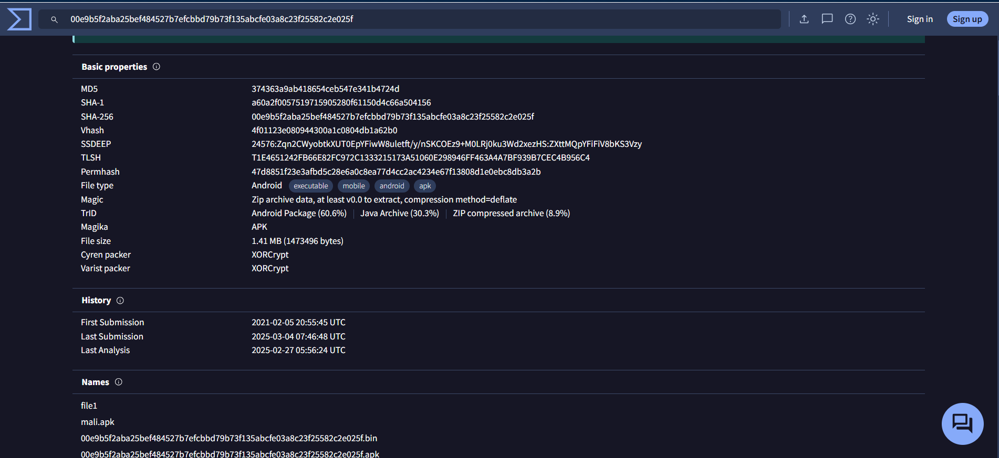 00e9b5f2aba25bef484527b7efcbbd79b73f135abcfe03a8c23f25582c2e025f Sign in Sign up
Basic properties
MD5 374363a9ab418654ceb547e341b4724d
SHA-1 a60a2f0057519715905280f61150d4c66a504156
SHA-256 00e9b5f2aba25bef484527b7efcbbd79b73f135abcfe03a8c23f25582c2e025f
Vhash 4f01123e080944300a1c0804db1a62b0
SSDEEP 24576:Zqn2CWyobtkXUT0EpYFiwW8uletft/y/nSKCOEz9+M0LRj0ku3Wd2xezHS:ZXttMQpYFiFiV8bKS3Vzy
TLSH T1E4651242FB66E82FC972C1333215173A51060E298946FF463A4A7BF939B7CEC4B956C4
Permhash 47d8851f23e3afbd5c28e6a0c8ea77d4cc2ac4234e67f13808d1e0ebc8db3a2b
File type Android executable mobile android apk
Magic Zip archive data, at least v0.0 to extract, compression method=deflate
TrID Android Package (60.6%) Java Archive (30.3%) ZIP compressed archive (8.9%)
Magika APK
File size 1.41 MB (1473496 bytes)
Cyren packer XORCrypt
Varist packer XORCrypt
History
First Submission 2021-02-05 20:55:45 UTC
Last Submission 2025-03-04 07:46:48 UTC
Last Analysis 2025-02-27 05:56:24 UTC
Names
file1
mali.apk
00e9b5f2aba25bef484527b7efcbbd79b73f135abcfe03a8c23f25582c2e025f.bin
00e9b5f2aba25bef484527b7efcbbd79b73f135abcfe03a8c23f25582c2e025f.apk